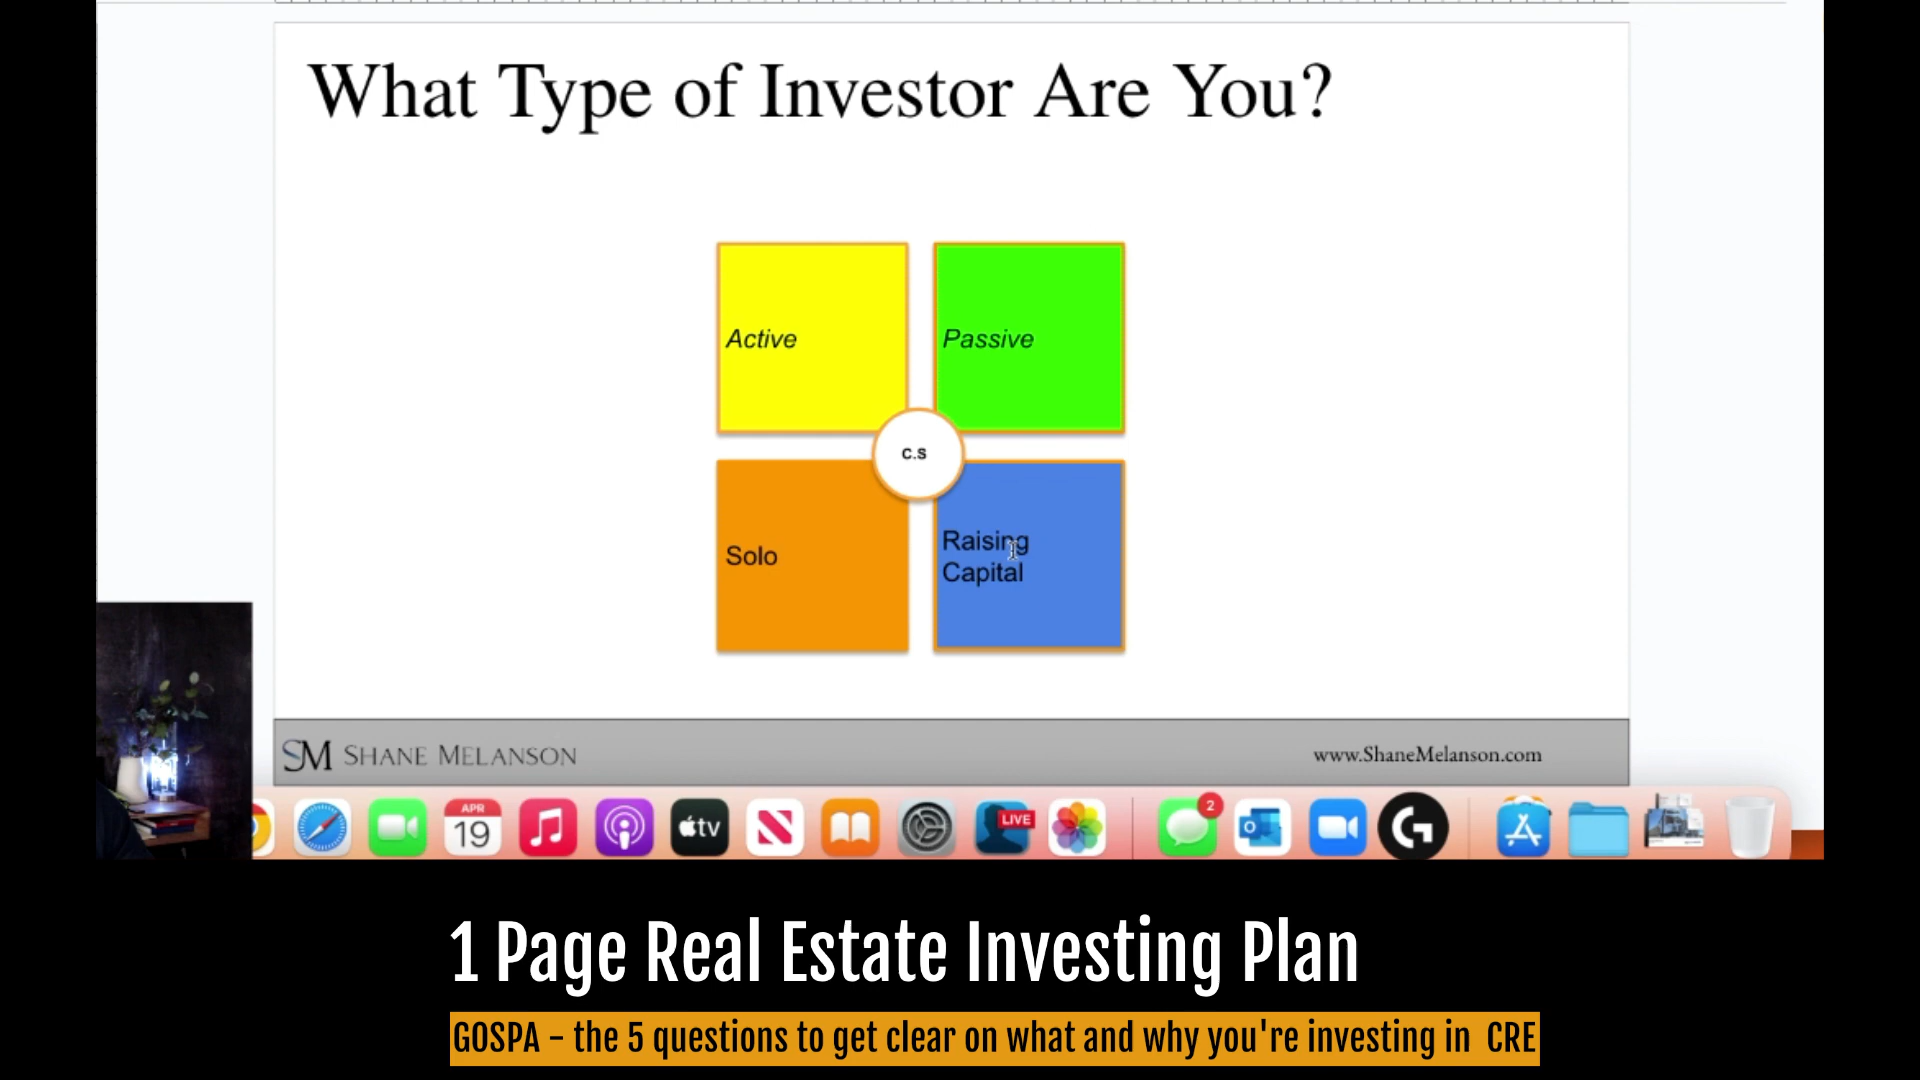 What Type of Investor Are You?
Active
Passive
C.S
Solo
Raising
Capital
SM SHANE MELANSON
www.ShaneMelanson.com
APR
19
tv
LIVE
2
1 Page Real Estate Investing Plan
GOSPA - the 5 questions to get clear on what and why you're investing in CRE